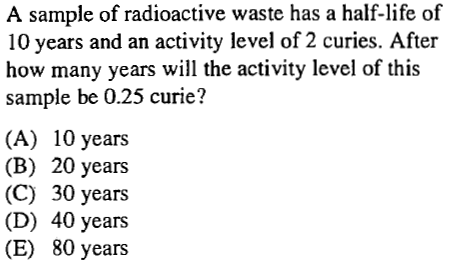 A sample of radioactive waste has a half-life of
10 years and an activity level of 2 curies. After
how many years will the activity level of this
sample be 0.25 curie?
(A) 10 years
(B) 20 years
(C) 30 years
(D) 40 years
(E) 80 years